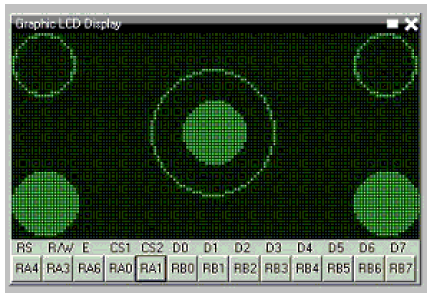 Graphic LCD Display
RS R/W E CS1 CS2 D0 D1 D2 D3 D4 D5 D6 D7
RA4 RA3 RA6 RA0 RA1 RB0 RB1 RB2 RB3 RB4 RB5 RB6 RB7